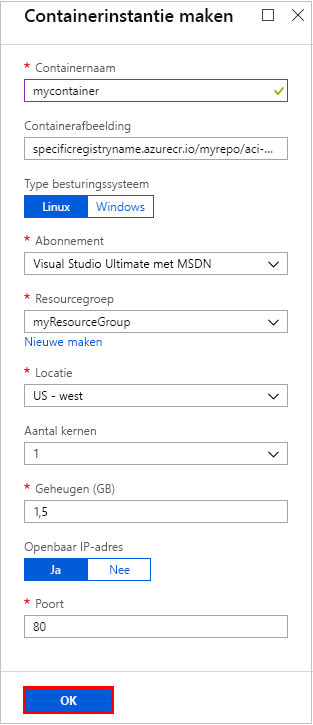 Containerinstantie maken
* Containernaam
mycontainer
Containerafbeelding
specificregistryname.azurecr.io/myrepo/aci-...
Type besturingssysteem
Linux Windows
* Abonnement
Visual Studio Ultimate met MSDN
* Resourcegroep
myResourceGroup
Nieuwe maken
* Locatie
US - west
Aantal kernen
1
* Geheugen (GB)
1,5
Openbaar IP-adres
Ja Nee
* Poort
80
OK